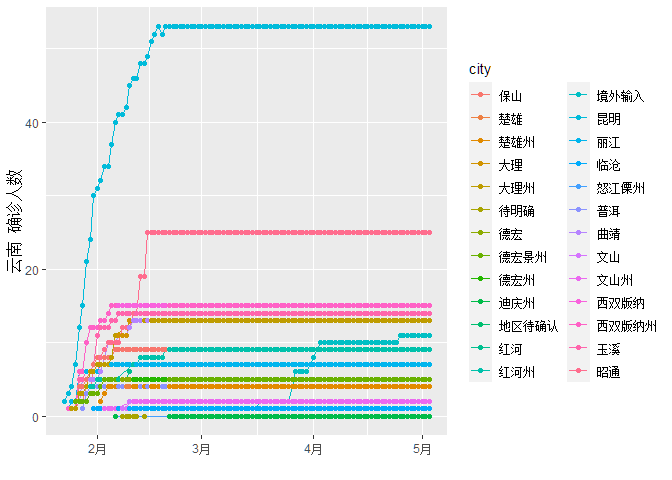 云南 确诊人数
40
20
0
2月
3月
4月
5月
city
保山
楚雄
楚雄州
大理
大理州
待明确
德宏
德宏景州
德宏州
迪庆州
地区待确认
红河
红河州
境外输入
昆明
丽江
临沧
怒江傈州
普洱
曲靖
文山
文山州
西双版纳
西双版纳州
玉溪
昭通